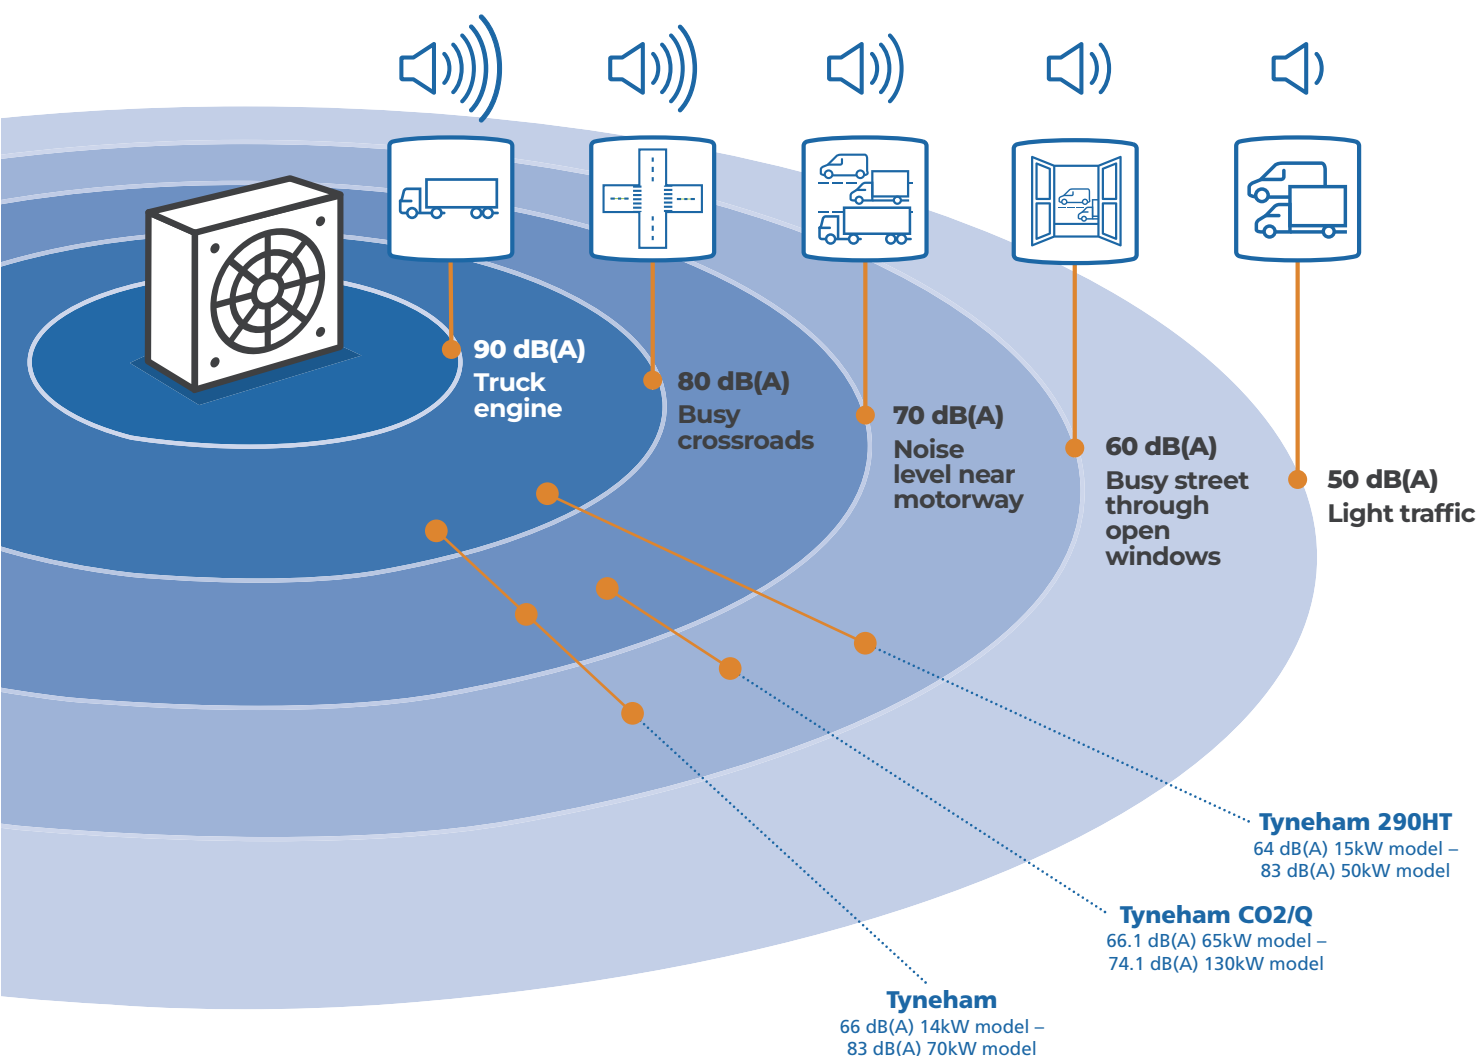 90 dB(A)
Truck
engine
80 dB(A)
Busy
crossroads
70 dB(A)
Noise
level near
motorway
60 dB(A)
Busy street
through
open
windows
50 dB(A)
Light traffic
Tyneham 290HT
64 dB(A) 15kW model –
83 dB(A) 50kW model
Tyneham CO2/Q
66.1 dB(A) 65kW model –
74.1 dB(A) 130kW model
Tyneham
66 dB(A) 14kW model –
83 dB(A) 70kW model